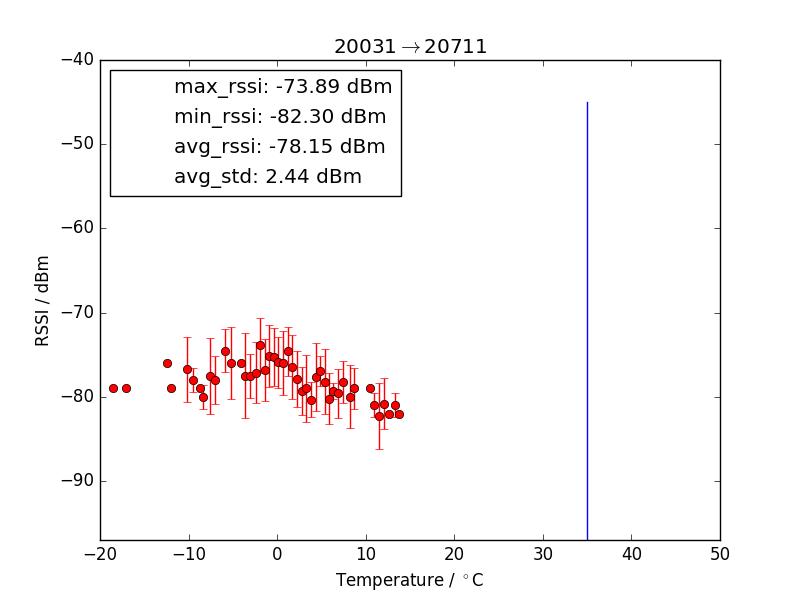 20031→20711
max_rssi: -73.89 dBm
min_rssi: -82.30 dBm
avg_rssi: -78.15 dBm
avg_std: 2.44 dBm
−40
−50
−60
−70
−80
−90
RSSI / dBm
−20 −10 0 10 20 30 40 50
Temperature / °C